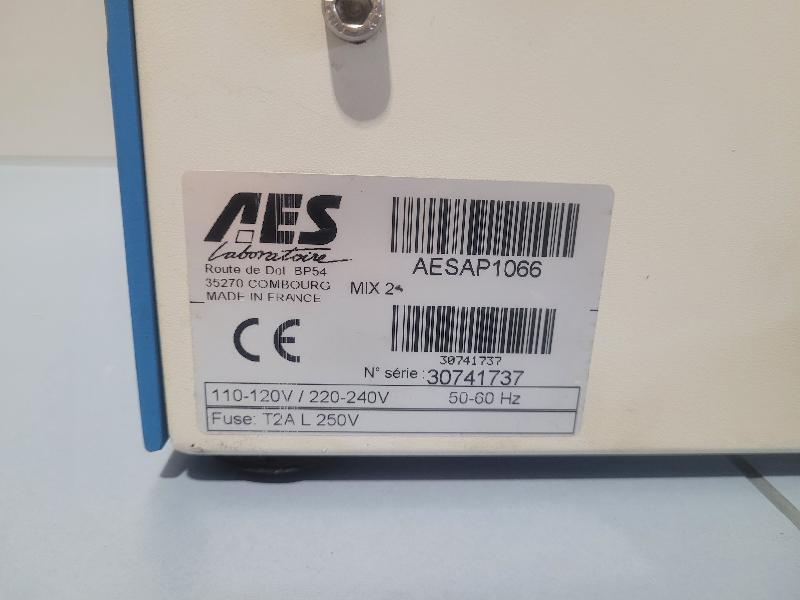 AES
Laboratoire
Route de Dol BP54
35270 COMBOURG
MADE IN FRANCE
AESAP1066
MIX 2
30741737
N° série : 30741737
110-120V / 220-240V 50-60 Hz
Fuse: T2A L 250V
CE